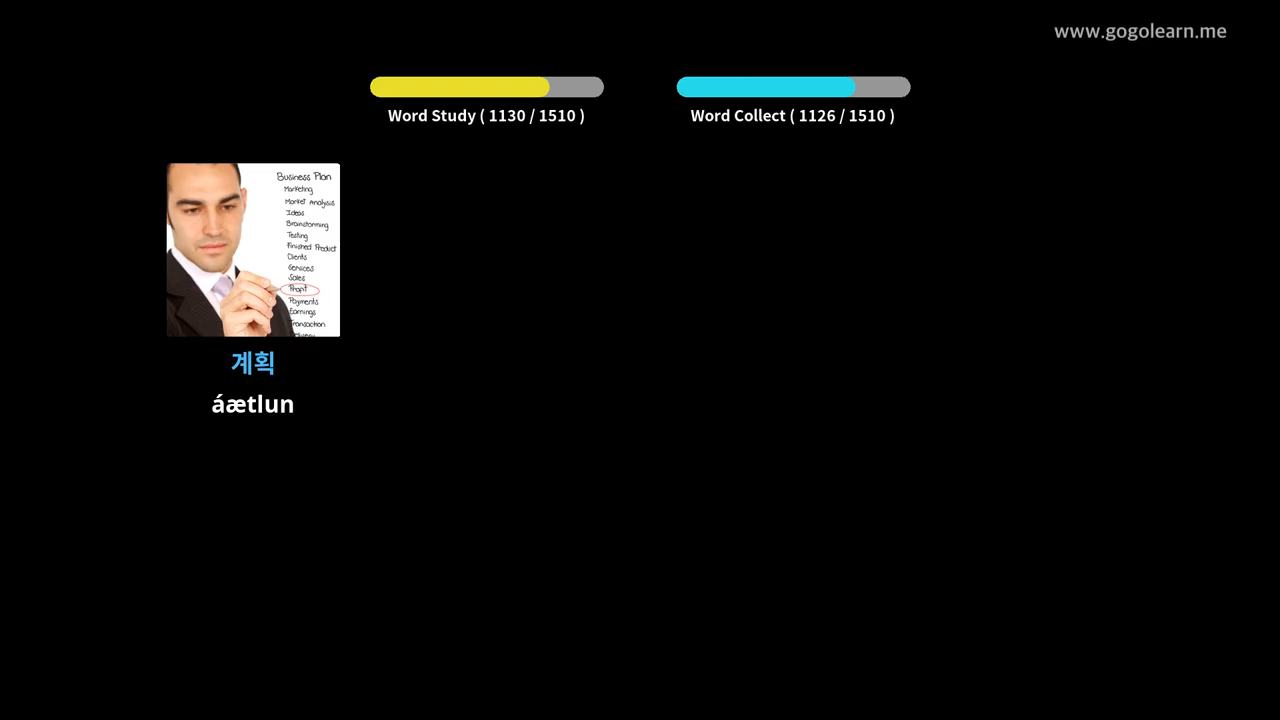 www.gogolearn.me
Word Study ( 1130 / 1510 )
Word Collect ( 1126 / 1510 )
Business Plan
Marketing
Market Analysis
Ideas
Brainstorming
Testing
Finished Product
Clients
Services
Sales
Profit
Payments
Earnings
Transaction
Delivery
계획
áætlun